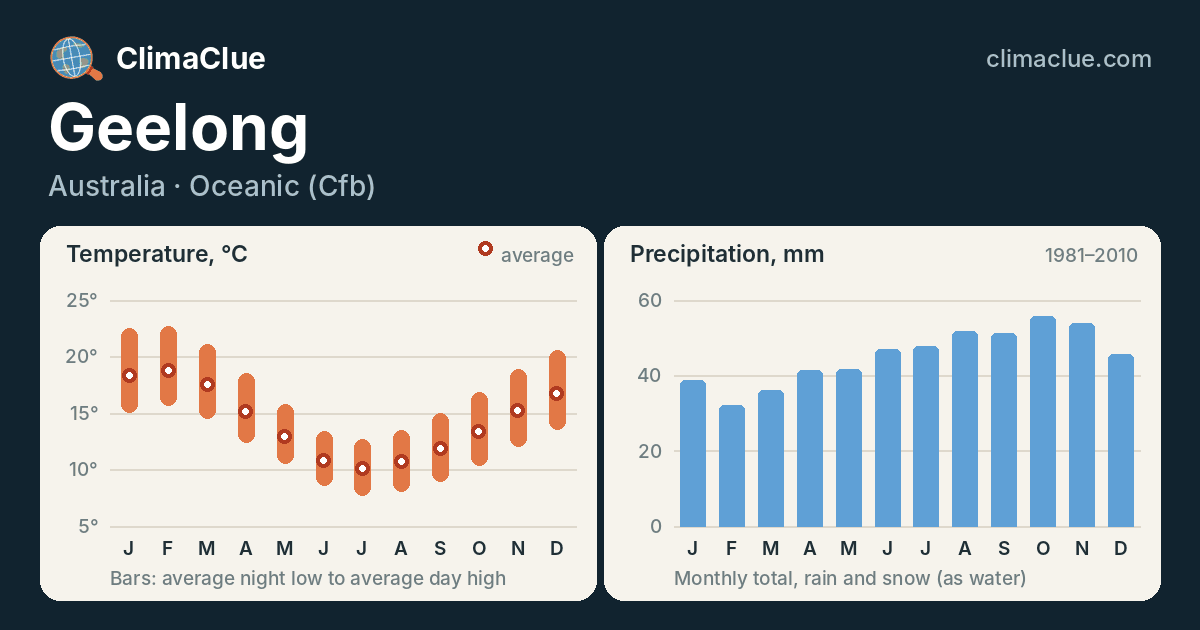 ClimaClue
climaclue.com
Geelong
Australia · Oceanic (Cfb)
Temperature, °C
average
25°
20°
15°
10°
5°
J F M A M J J A S O N D
Bars: average night low to average day high
Precipitation, mm
1981–2010
60
40
20
0
J F M A M J J A S O N D
Monthly total, rain and snow (as water)